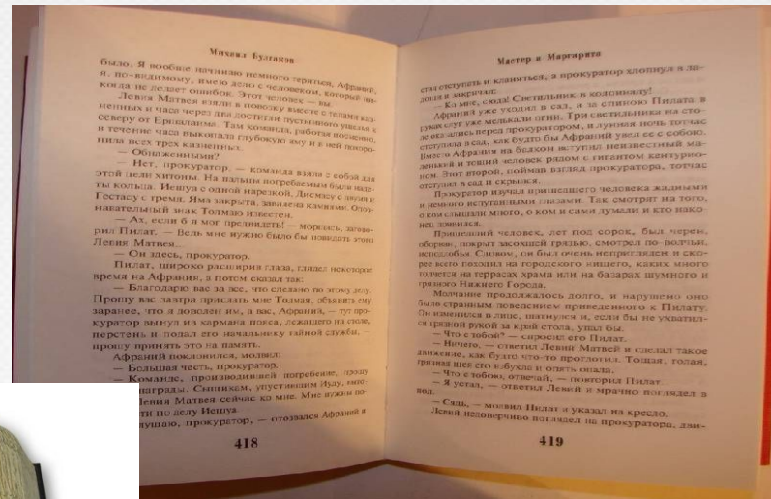 Михаил Булгаков
было. Я вообще начинаю немного теряться, Афраний,
я, по-видимому, имею дело с человеком, который ни-
когда не делает ошибок. Этот человек — вы.
Левия Матвея взяли в повозку вместе с телами каз-
ненных и часа через два достигли пустынного ущелья к
северу от Ершалаима. Там команда, работая посменно,
в течение часа выкопала глубокую яму и в ней похоро-
нила всех трех казненных.
— Обнаженными?
— Нет, прокуратор, — команда взяла с собой для
этой цели хитоны. На пальцы погребаемым были наде-
ты кольца. Иешуа с одной нарезкой, Дисмасу с двумя и
Гестасу с тремя. Яма закрыта, завалена камнями. Опоз-
навательный знак Толмаю известен.
— Ах, если б я мог предвидеть! — морщась, загово-
рил Пилат. — Ведь мне нужно было бы повидать этого
Левия Матвея...
— Он здесь, прокуратор.
Пилат, широко расширив глаза, глядел некоторое
время на Афрания, а потом сказал так:
— Благодарю вас за все, что сделано по этому делу.
Прошу вас завтра прислать мне Толмая, объявив ему
заранее, что я доволен им, а вас, Афраний, — тут про-
куратор вынул из кармана пояса, лежавшего на столе,
перстень и подал его начальнику тайной службы, —
прошу принять это на память.
Афраний поклонился, молвил:
— Большая честь, прокуратор.
— Команде, производившей погребение, прошу
награды. Сыщикам, упустившим Иуду,
Левия Матвея сейчас ко мне. Мне нужны по-
ти по делу Иешуа.
лушаю, прокуратор, — отозвался Афраний и
418
Мастер и Маргарита
стал отступать и кланяться, а прокуратор хлопнул в ла-
доши и закричал:
— Ко мне, сюда! Светильник в колоннаду!
Афраний уже уходил в сад, а за спиною Пилата в
руках слуг уже мелькали огни. Три светильника на сто-
ле оказались перед прокуратором, и лунная ночь тотчас
отступила в сад, как будто бы Афраний увел ее с собою.
Вместо Афрания на балкон вступил неизвестный ма-
ленький и тощий человек рядом с гигантом кентурио-
ном. Этот второй, поймав взгляд прокуратора, тотчас
отступил в сад и скрылся.
Прокуратор изучал пришедшего человека жадными
и немного испуганными глазами. Так смотрят на того,
о ком слышали много, о ком и сами думали и кто нако-
нец появился.
Пришедший человек, лет под сорок, был черен,
оборван, покрыт засохшей грязью, смотрел по-волчьи,
исподлобья. Словом, он был очень непригляден и ско-
рее всего походил на городского нищего, каких много
толчется на террасах храма или на базарах шумного и
грязного Нижнего Города.
Молчание продолжалось долго, и нарушено оно
было странным поведением приведенного к Пилату.
Он изменился в лице, шатнулся и, если бы не ухватил-
ся грязной рукой за край стола, упал бы.
— Что с тобой? — спросил его Пилат.
— Ничего, — ответил Левий Матвей и сделал такое
движение, как будто что-то проглотил. Тощая, голая,
грязная шея его взбухла и опять опала.
— Что с тобою, отвечай, — повторил Пилат.
— Я устал, — ответил Левий и мрачно поглядел в
пол.
— Сядь, — молвил Пилат и указал на кресло.
Левий недоверчиво поглядел на прокуратора, дви-
419